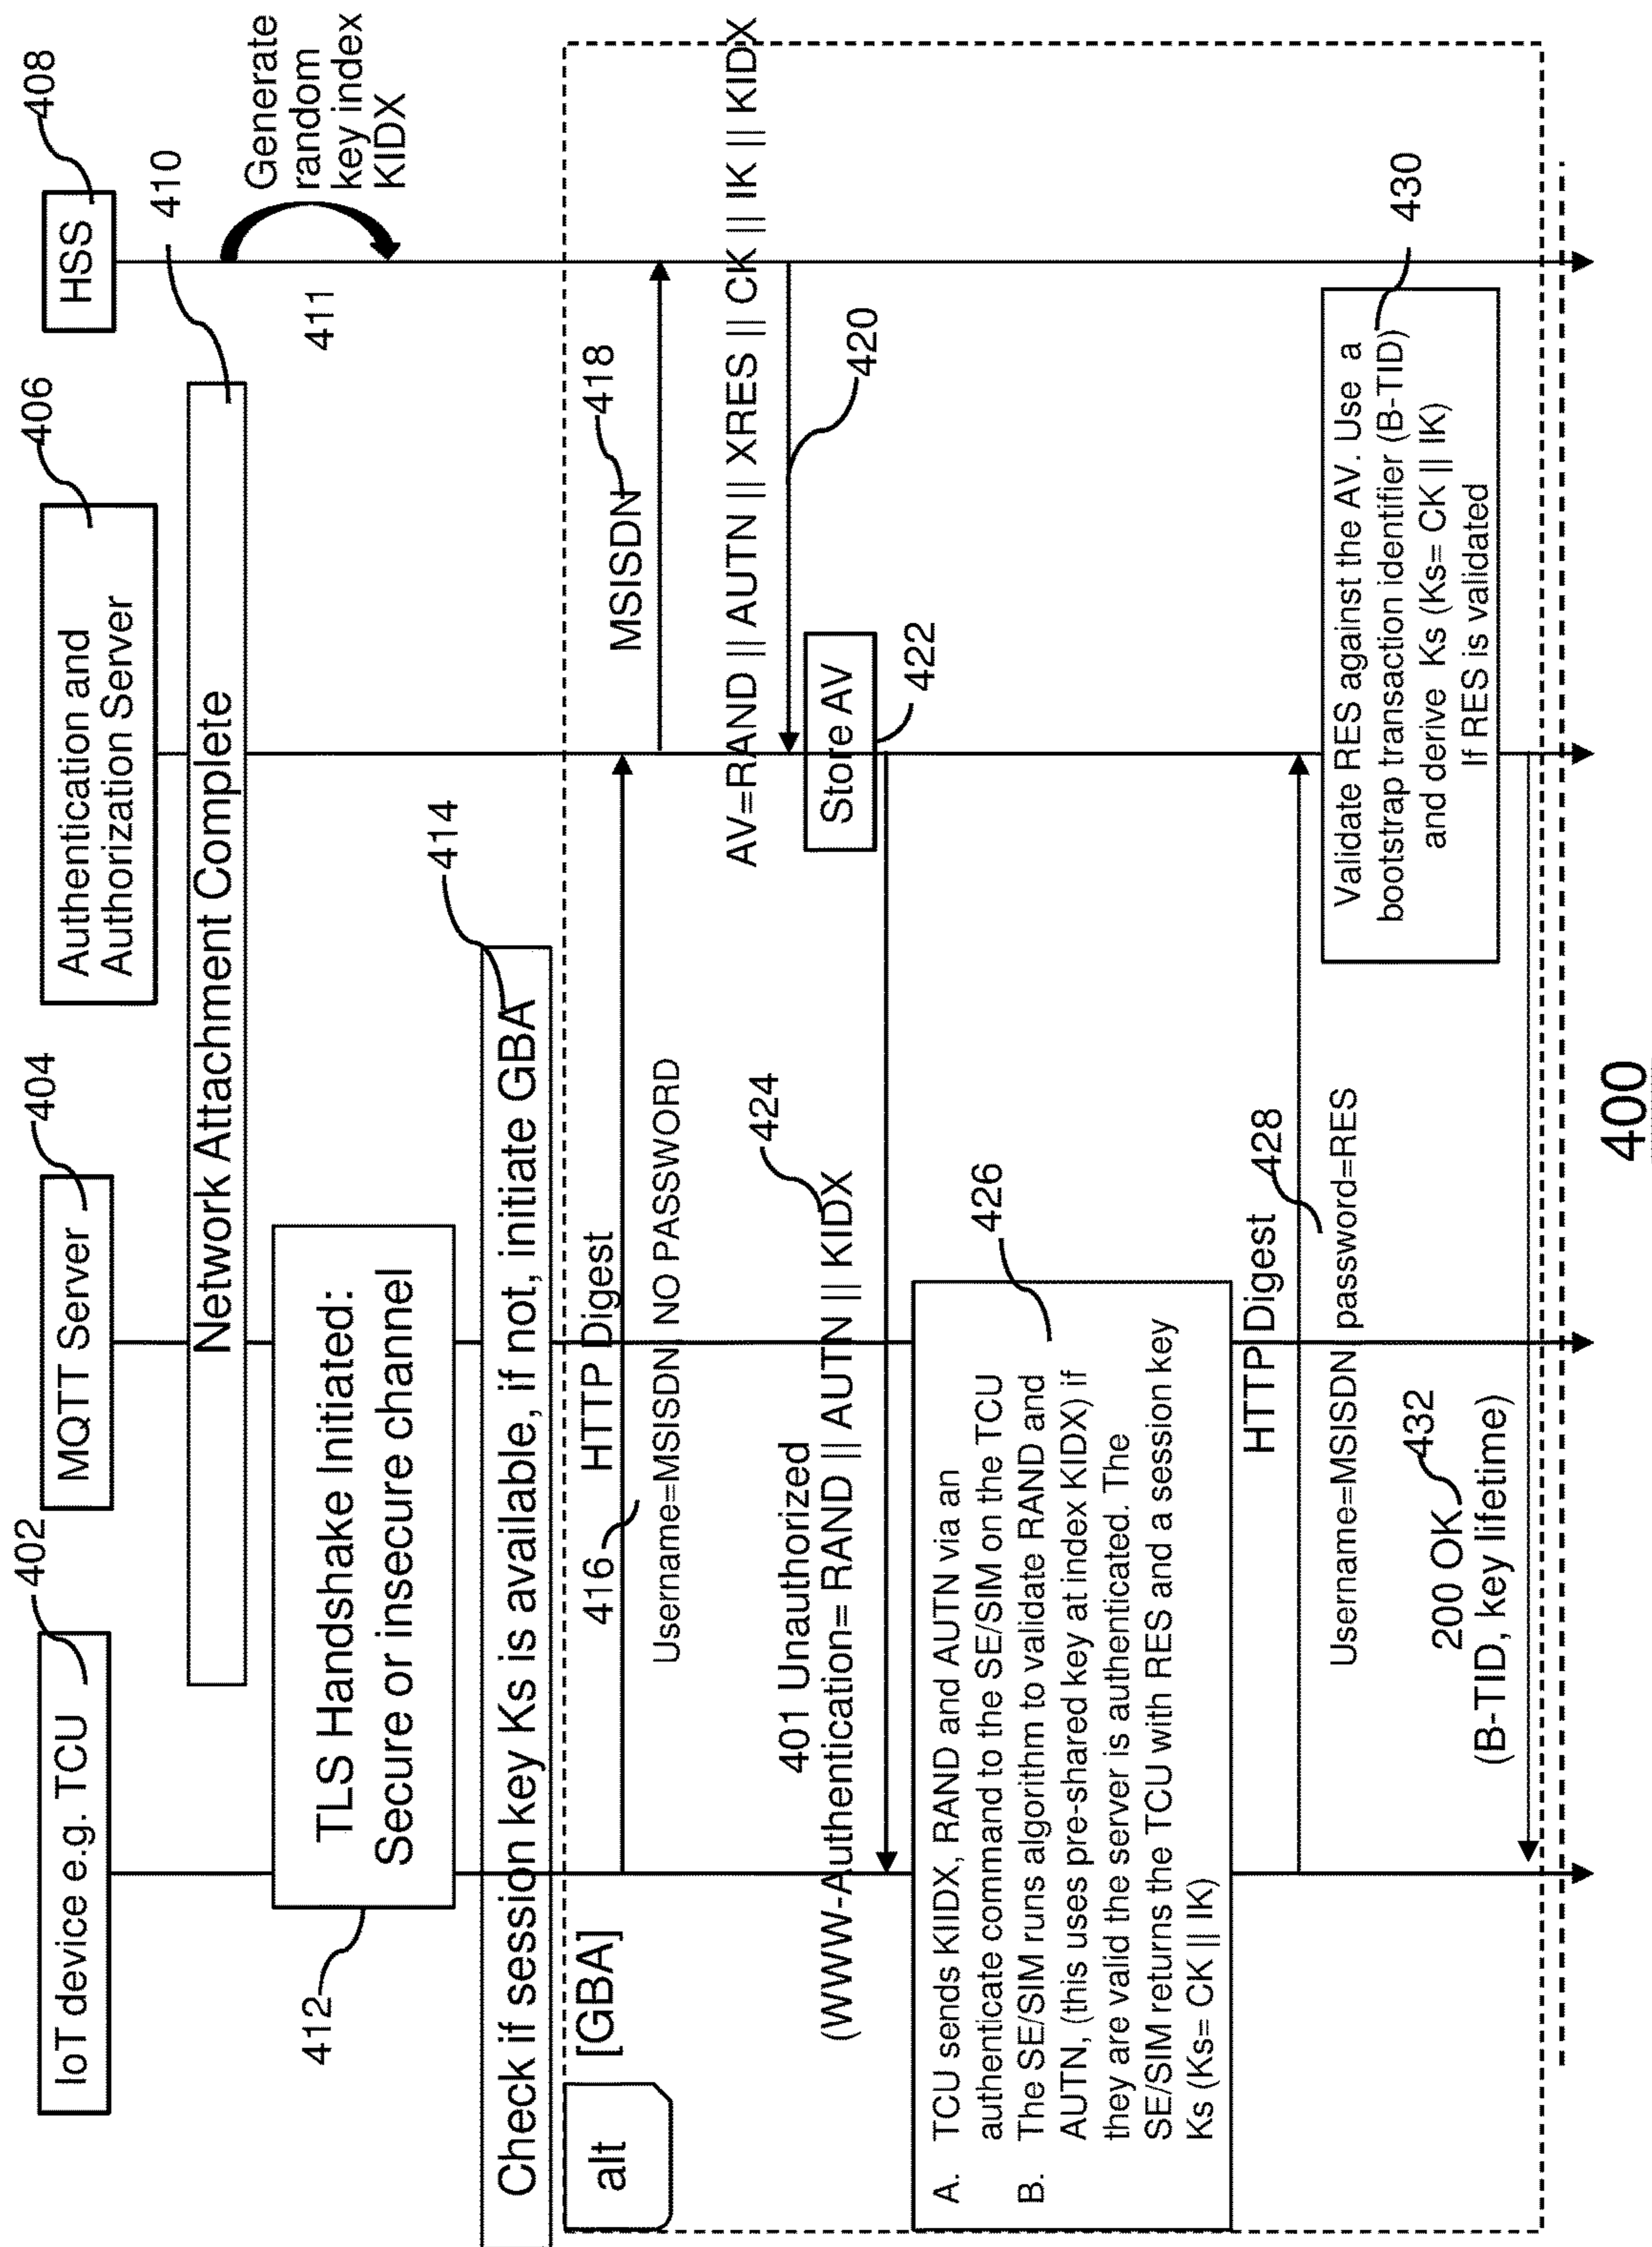 IoT device e.g. TCU
402
MQTT Server
404
Authentication and
Authorization Server
406
HSS
408
Network Attachment Complete
410
Generate
random
key index
KIDX
411
TLS Handshake Initiated:
Secure or insecure channel
412
Check if session key Ks is available, if not, initiate GBA
414
alt
[GBA]
416
HTTP Digest
Username=MSISDN NO PASSWORD
MSISDN
418
AV=RAND || AUTN || XRES || CK || IK || KIDX
420
Store AV
422
401 Unauthorized
(WWW-Authentication= RAND || AUTN || KIDX
424
A. TCU sends KIIDX, RAND and AUTN via an
authenticate command to the SE/SIM on the TCU
B. The SE/SIM runs algorithm to validate RAND and
AUTN, (this uses pre-shared key at index KIDX) if
they are valid the server is authenticated. The
SE/SIM returns the TCU with RES and a session key
Ks (Ks= CK || IK)
426
HTTP Digest
428
Username=MSISDN password=RES
Validate RES against the AV. Use a
bootstrap transaction identifier (B-TID)
and derive Ks (Ks= CK || IK)
If RES is validated
430
200 OK
432
(B-TID, key lifetime)
400